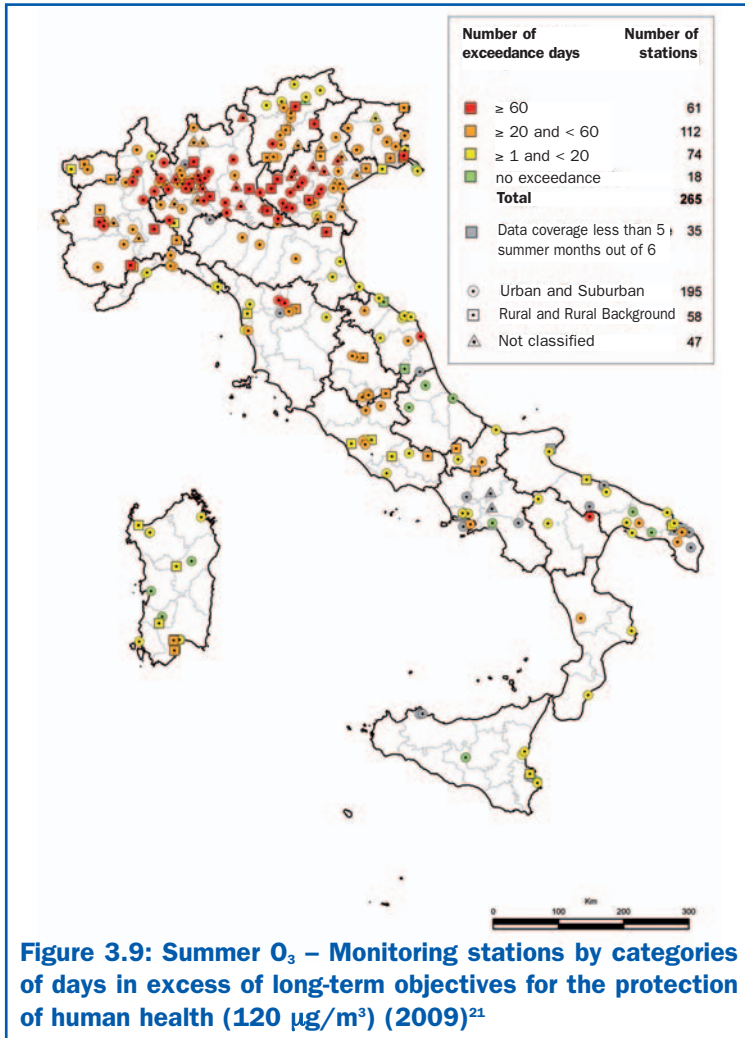 Number of exceedance days Number of stations
≥ 60 61
≥ 20 and < 60 112
≥ 1 and < 20 74
no exceedance 18
Total 265
Data coverage less than 5 summer months out of 6 35
Urban and Suburban 195
Rural and Rural Background 58
Not classified 47
Km
0 100 200 300
Figure 3.9: Summer O₃ – Monitoring stations by categories
of days in excess of long-term objectives for the protection
of human health (120 µg/m³) (2009)²¹